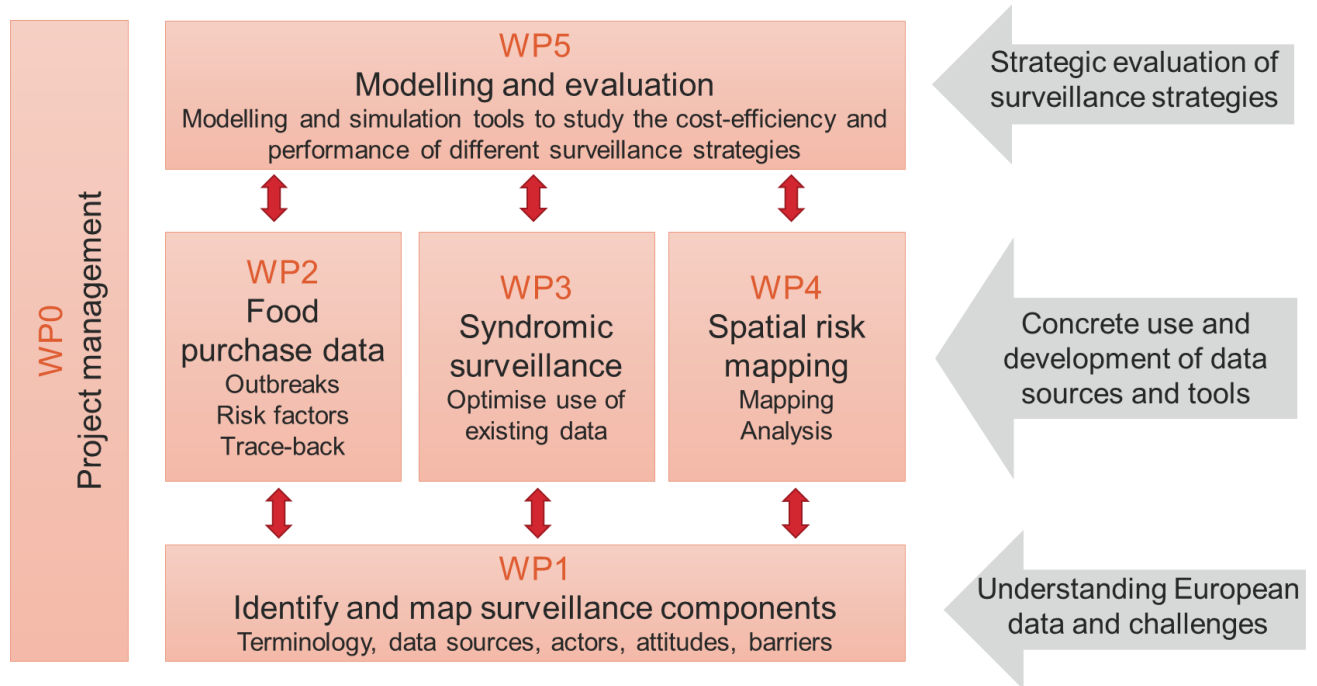 WP0
Project management
WP5
Modelling and evaluation
Modelling and simulation tools to study the cost-efficiency and
performance of different surveillance strategies
Strategic evaluation of
surveillance strategies
WP2
Food
purchase data
Outbreaks
Risk factors
Trace-back
WP3
Syndromic
surveillance
Optimise use of
existing data
WP4
Spatial risk
mapping
Mapping
Analysis
Concrete use and
development of data
sources and tools
WP1
Identify and map surveillance components
Terminology, data sources, actors, attitudes, barriers
Understanding European
data and challenges